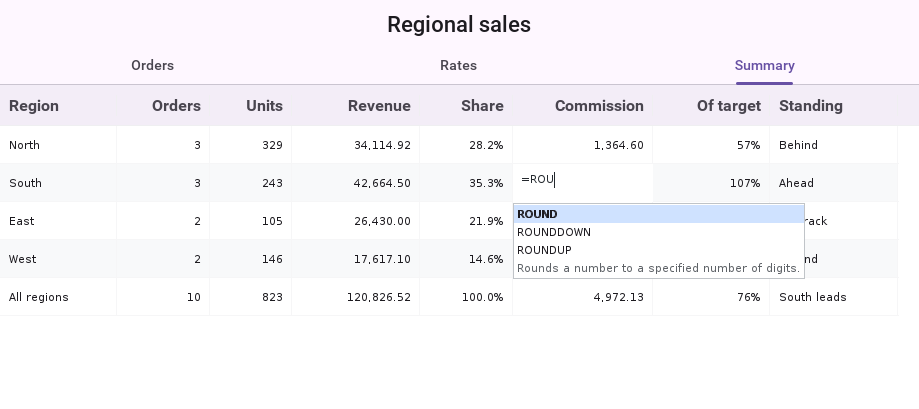 Regional sales
Orders Rates Summary
Region Orders Units Revenue Share Commission Of target Standing
North 3 329 34,114.92 28.2% 1,364.60 57% Behind
South 3 243 42,664.50 35.3% =ROU 107% Ahead
ROUND
East 2 105 26,430.00 21.9% rack
ROUNDDOWN
ROUNDUP
West 2 146 17,617.10 14.6% nd
Rounds a number to a specified number of digits.
All regions 10 823 120,826.52 100.0% 4,972.13 76% South leads